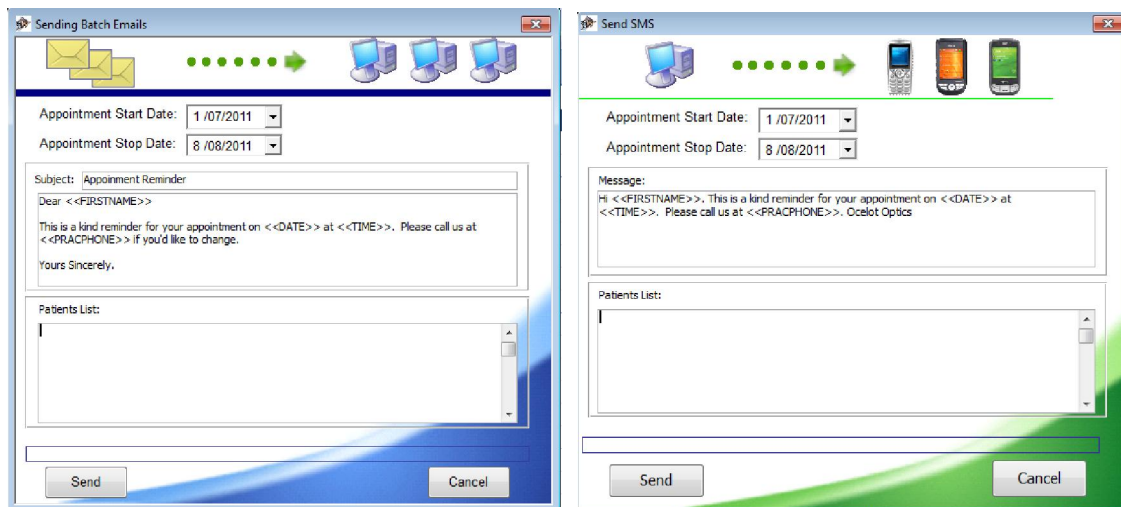 Sending Batch Emails
Appointment Start Date: 1 /07/2011
Appointment Stop Date: 8 /08/2011
Subject: Appoinment Reminder
Dear <<FIRSTNAME>>
This is a kind reminder for your appointment on <<DATE>> at <<TIME>>. Please call us at
<<PRACPHONE>> if you'd like to change.
Yours Sincerely.
Patients List:
Send
Cancel
Send SMS
Appointment Start Date: 1 /07/2011
Appointment Stop Date: 8 /08/2011
Message:
Hi <<FIRSTNAME>>. This is a kind reminder for your appointment on <<DATE>> at
<<TIME>>. Please call us at <<PRACPHONE>>. Ocelot Optics
Patients List:
Send
Cancel